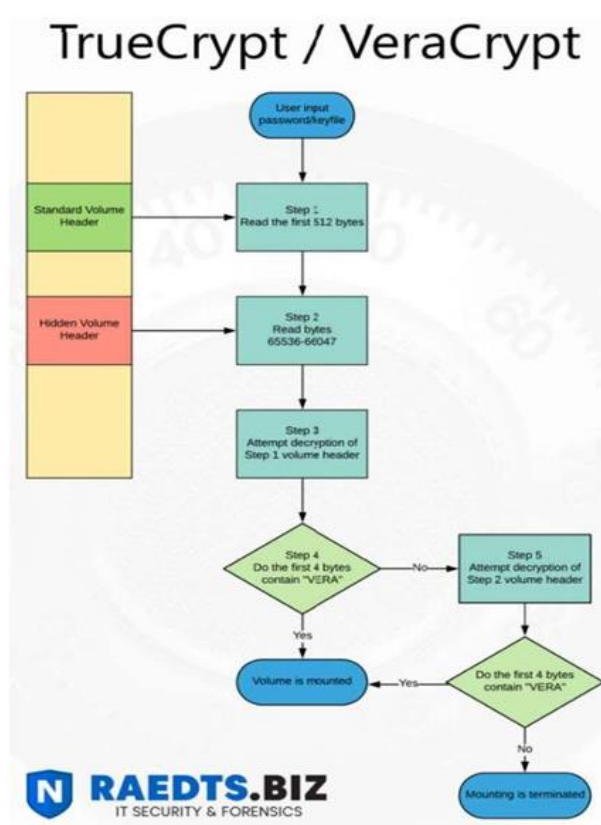 TrueCrypt / VeraCrypt
User input
password/keyfile
Standard Volume
Header
Step 1
Read the first 512 bytes
Hidden Volume
Header
Step 2
Read bytes
65536-66047
Step 3
Attempt decryption of
Step 1 volume header
Step 4
Do the first 4 bytes
contain "VERA"
No
Step 5
Attempt decryption of
Step 2 volume header
Yes
Volume is mounted
Yes
Do the first 4 bytes
contain "VERA"
No
Mounting is terminated
N
RAEDTS.BIZ
IT SECURITY & FORENSICS